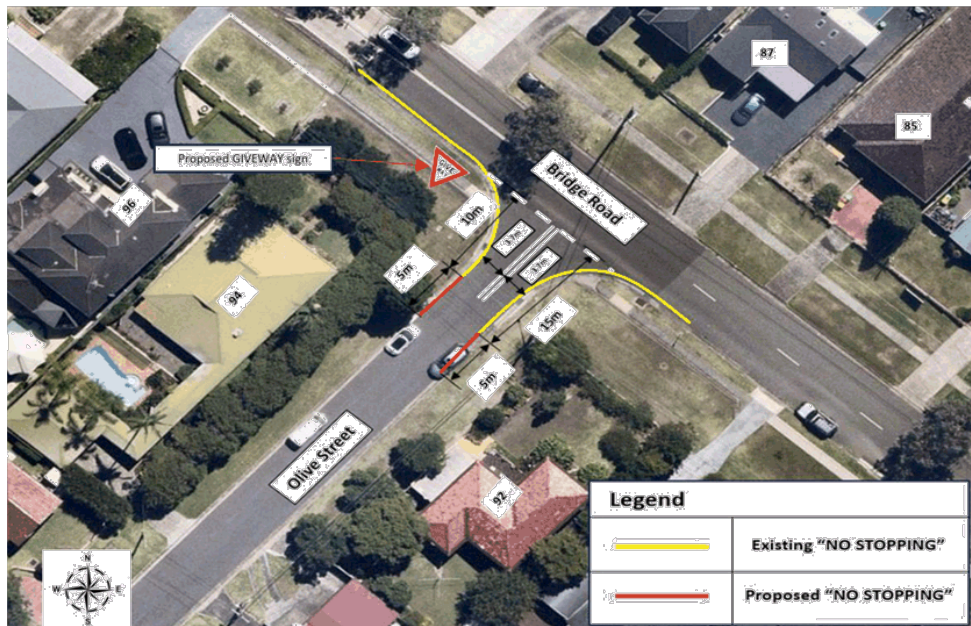 87
85
Proposed GIVEWAY sign
Bridge Road
96
10m
3.7m
5m
3.7m
94
15m
5m
Olive Street
92
Legend
Existing “NO STOPPING”
Proposed “NO STOPPING”
N
W
E
S